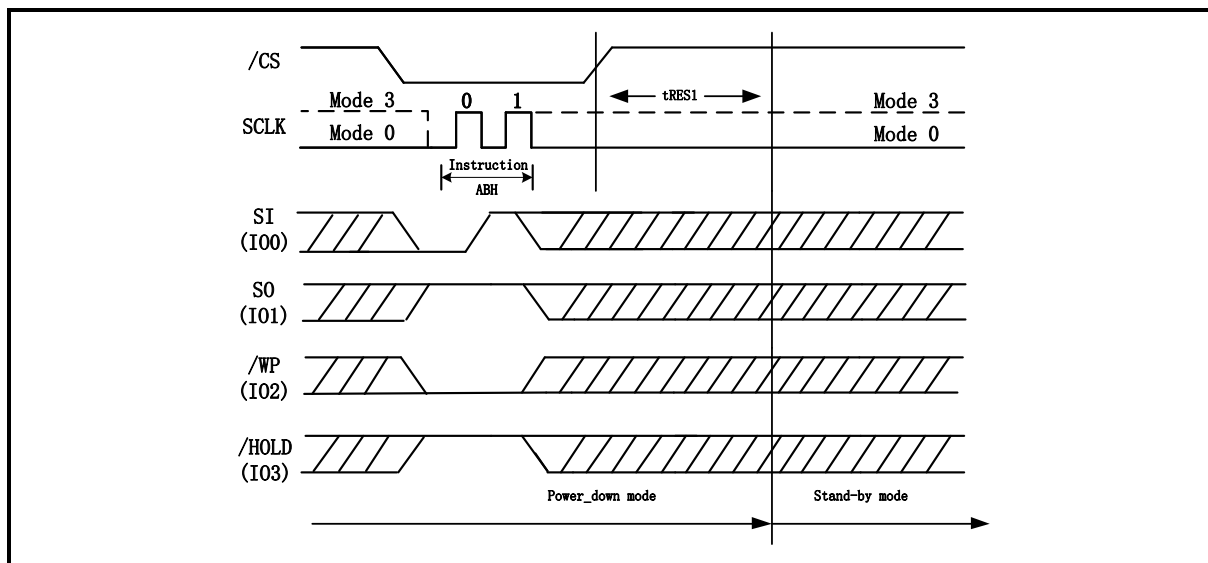 /CS
Mode 3 0 1 tRES1 Mode 3
SCLK
Mode 0 Mode 0
Instruction
ABH
SI
(IO0)
SO
(IO1)
/WP
(IO2)
/HOLD
(IO3)
Power_down mode Stand-by mode